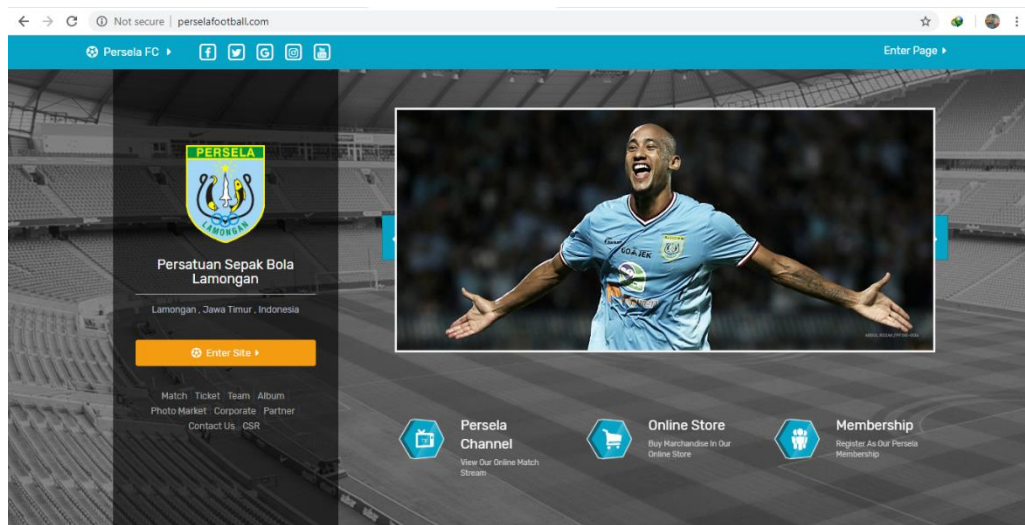 Not secure | perselafootball.com
Persela FC
Enter Page
PERSELA
LAMONGAN
Persatuan Sepak Bola
Lamongan
Lamongan , Jawa Timur , Indonesia
Enter Site
Match Ticket Team Album
Photo Market Corporate Partner
Contact Us CSR
GOJEK
Persela
Channel
View Our Online Match
Stream
Online Store
Buy Marchandise In Our
Online Store
Membership
Register As Our Persela
Membership